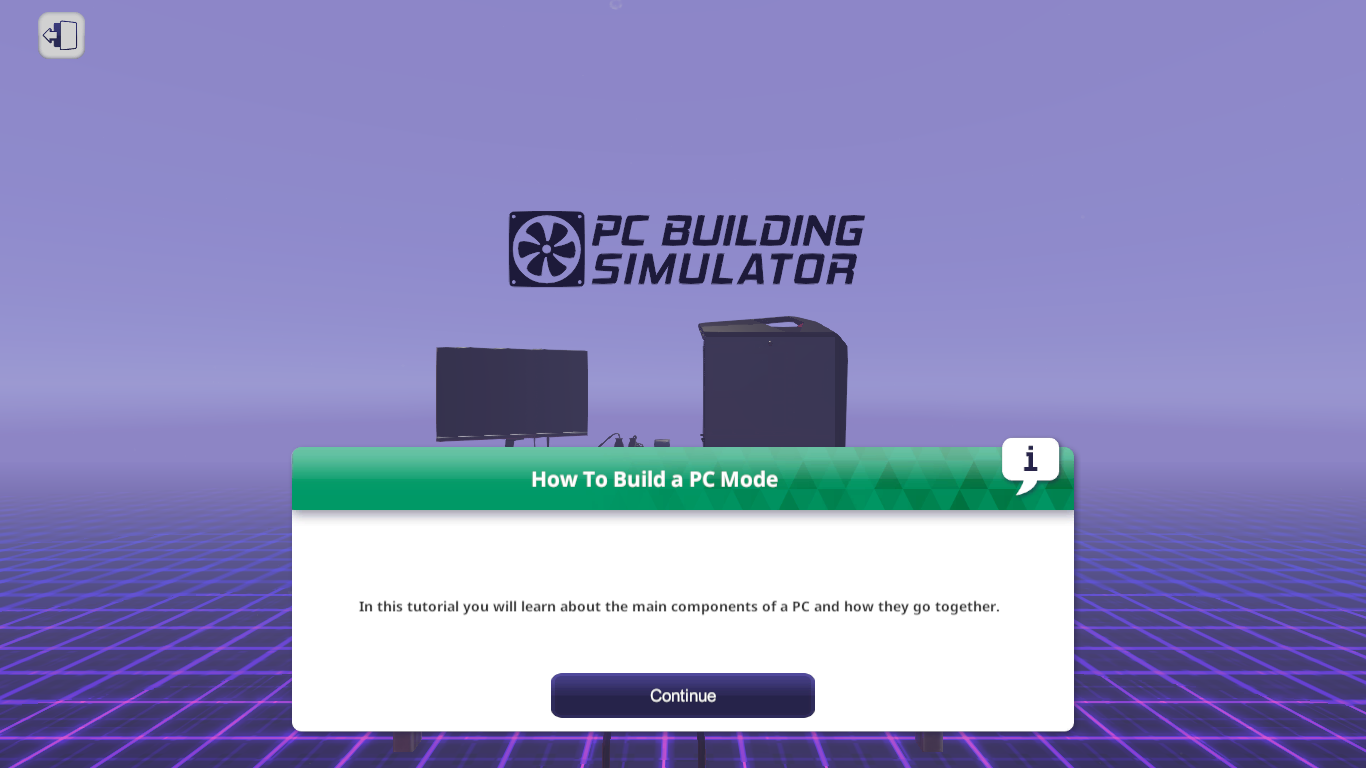 PC BUILDING
SIMULATOR
How To Build a PC Mode
i
In this tutorial you will learn about the main components of a PC and how they go together.
Continue